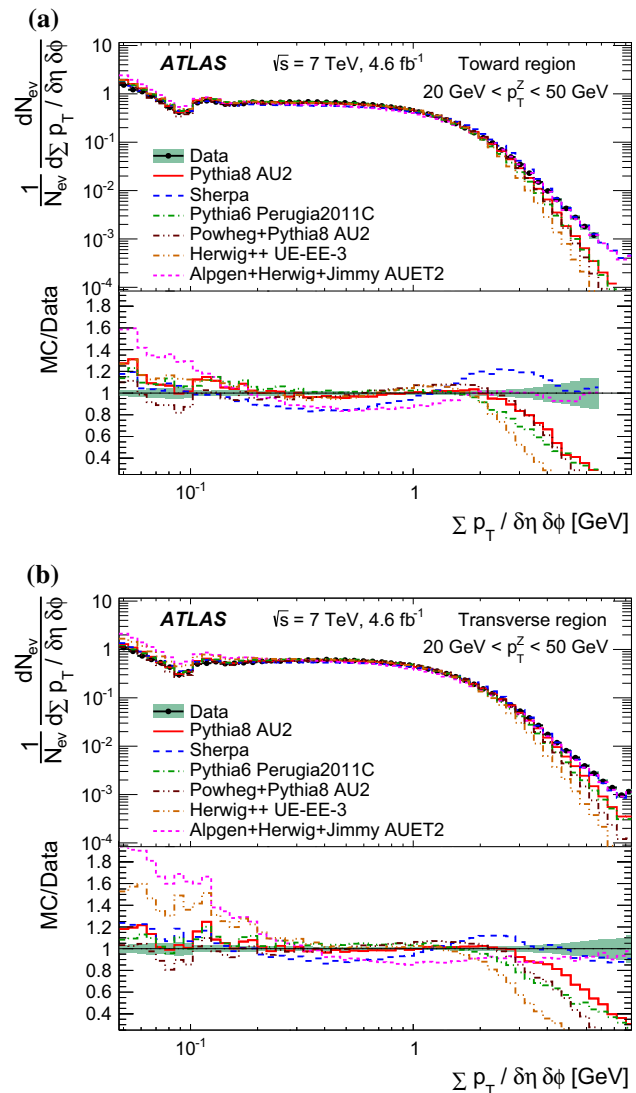 (a)
ATLAS √s = 7 TeV, 4.6 fb⁻¹ Toward region
20 GeV < p_T^Z < 50 GeV
1/N_ev dN_ev / d∑ p_T / δη δϕ
10
1
10⁻¹
10⁻²
10⁻³
10⁻⁴
Data
Pythia8 AU2
Sherpa
Pythia6 Perugia2011C
Powheg+Pythia8 AU2
Herwig++ UE-EE-3
Alpgen+Herwig+Jimmy AUET2
MC/Data
1.8
1.6
1.4
1.2
1
0.8
0.6
0.4
10⁻¹ 1
∑ p_T / δη δϕ [GeV]
(b)
ATLAS √s = 7 TeV, 4.6 fb⁻¹ Transverse region
20 GeV < p_T^Z < 50 GeV
1/N_ev dN_ev / d∑ p_T / δη δϕ
10
1
10⁻¹
10⁻²
10⁻³
10⁻⁴
Data
Pythia8 AU2
Sherpa
Pythia6 Perugia2011C
Powheg+Pythia8 AU2
Herwig++ UE-EE-3
Alpgen+Herwig+Jimmy AUET2
MC/Data
1.8
1.6
1.4
1.2
1
0.8
0.6
0.4
10⁻¹ 1
∑ p_T / δη δϕ [GeV]